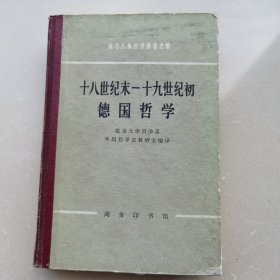 西方古典哲学原著选辑
十八世纪末—十九世纪初
德国哲学
北京大学哲学系
外国哲学史教研室编译
商务印书馆